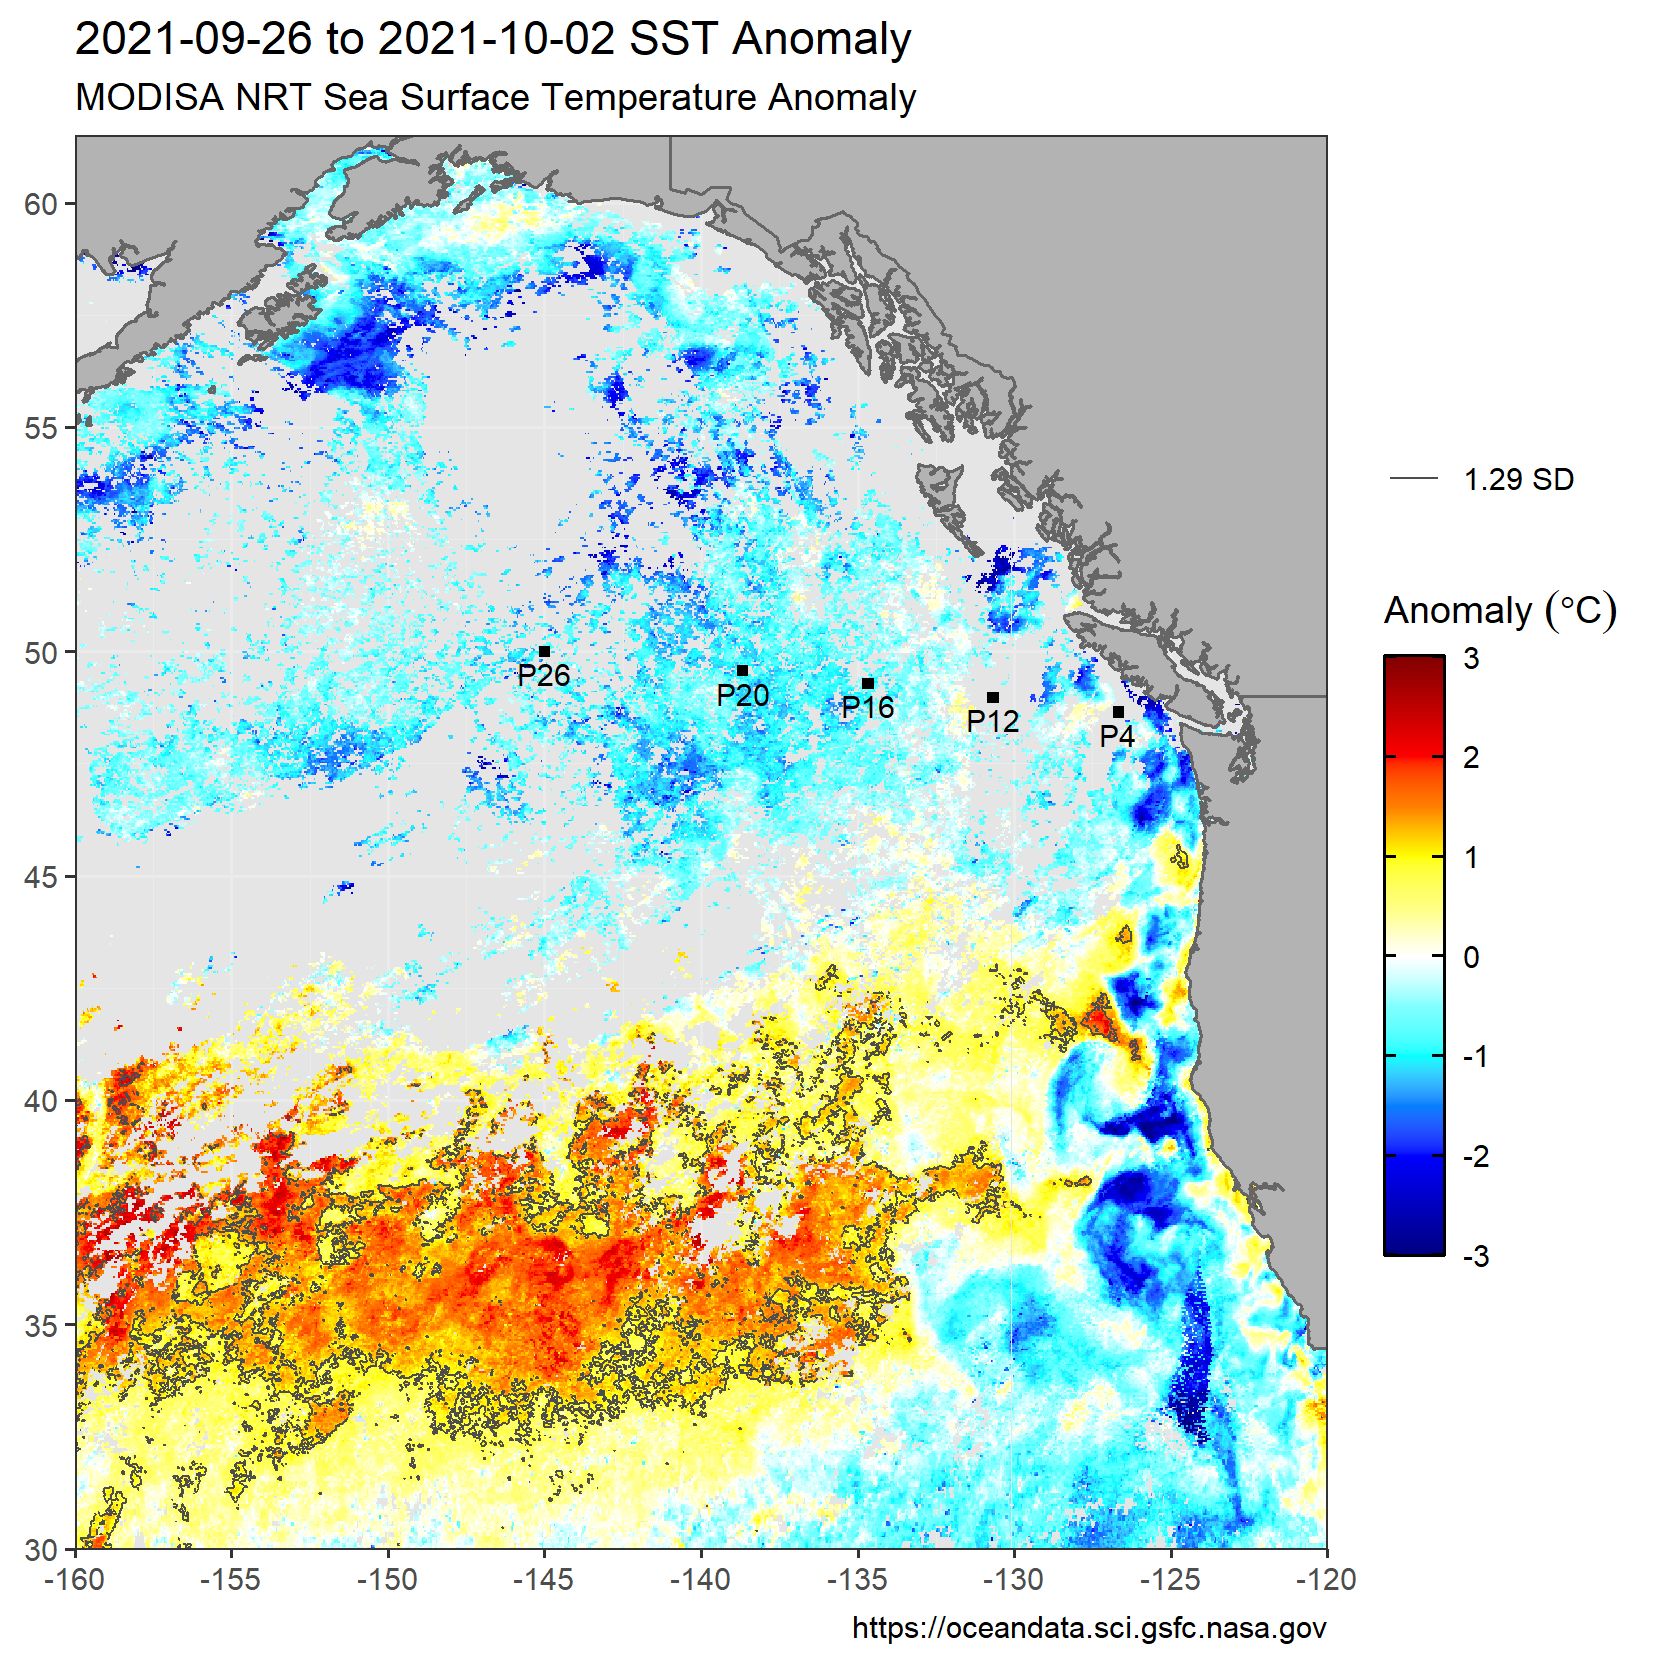 2021-09-26 to 2021-10-02 SST Anomaly
MODISA NRT Sea Surface Temperature Anomaly
60
55
50
45
40
35
30
-160
-155
-150
-145
-140
-135
-130
-125
-120
P26
P20
P16
P12
P4
1.29 SD
Anomaly (°C)
3
2
1
0
-1
-2
-3
https://oceandata.sci.gsfc.nasa.gov